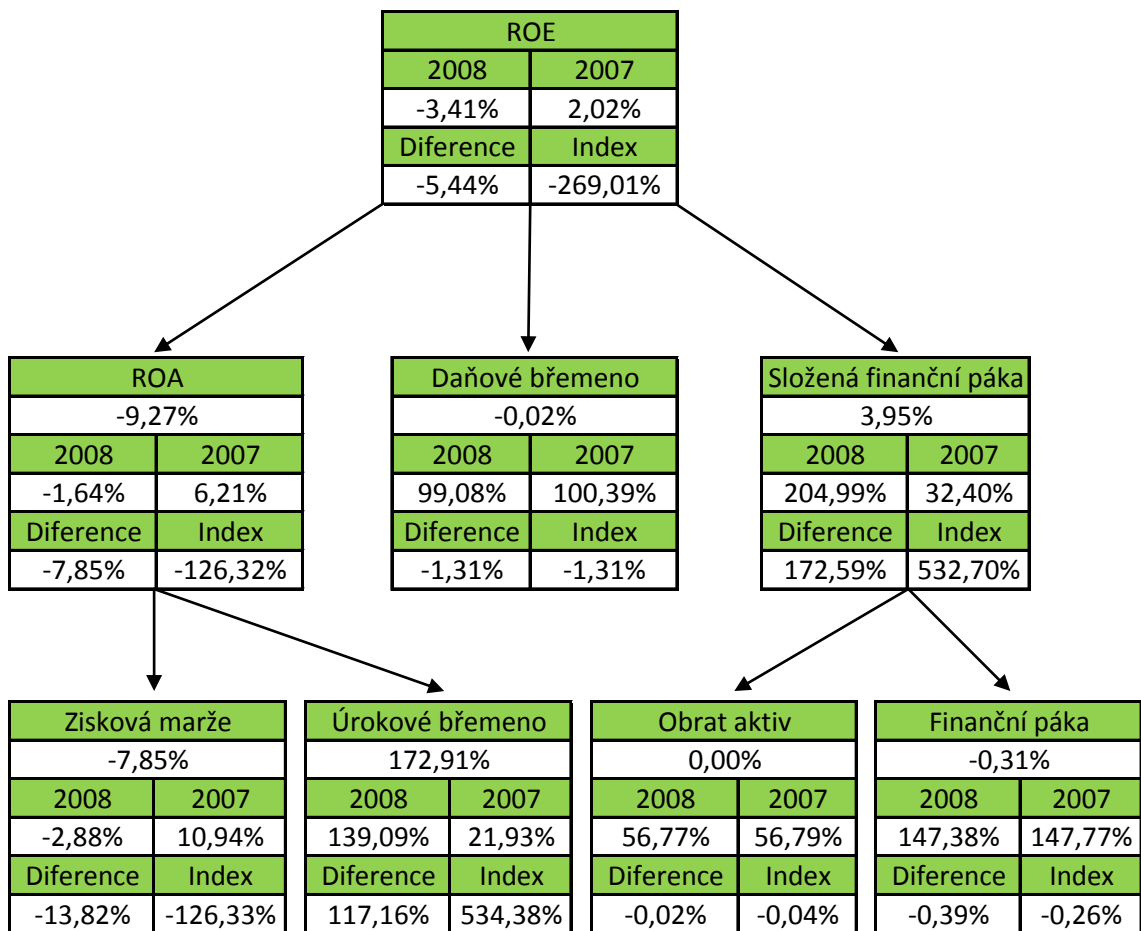 ROE
2008 2007
-3,41% 2,02%
Diference Index
-5,44% -269,01%
ROA
-9,27%
2008 2007
-1,64% 6,21%
Diference Index
-7,85% -126,32%
Daňové břemeno
-0,02%
2008 2007
99,08% 100,39%
Diference Index
-1,31% -1,31%
Složená finanční páka
3,95%
2008 2007
204,99% 32,40%
Diference Index
172,59% 532,70%
Zisková marže
-7,85%
2008 2007
-2,88% 10,94%
Diference Index
-13,82% -126,33%
Úrokové břemeno
172,91%
2008 2007
139,09% 21,93%
Diference Index
117,16% 534,38%
Obrat aktiv
0,00%
2008 2007
56,77% 56,79%
Diference Index
-0,02% -0,04%
Finanční páka
-0,31%
2008 2007
147,38% 147,77%
Diference Index
-0,39% -0,26%